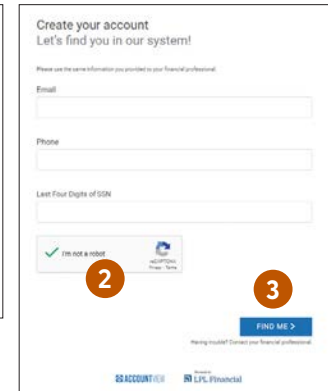 Create your account
Let's find you in our system!
Please use the same information you provided to your financial professional.
Email
Phone
Last Four Digits of SSN
I'm not a robot
reCAPTCHA
Privacy - Terms
2
3
FIND ME >
Having trouble? Contact your financial professional.
ACCOUNTVIEW
LPL Financial